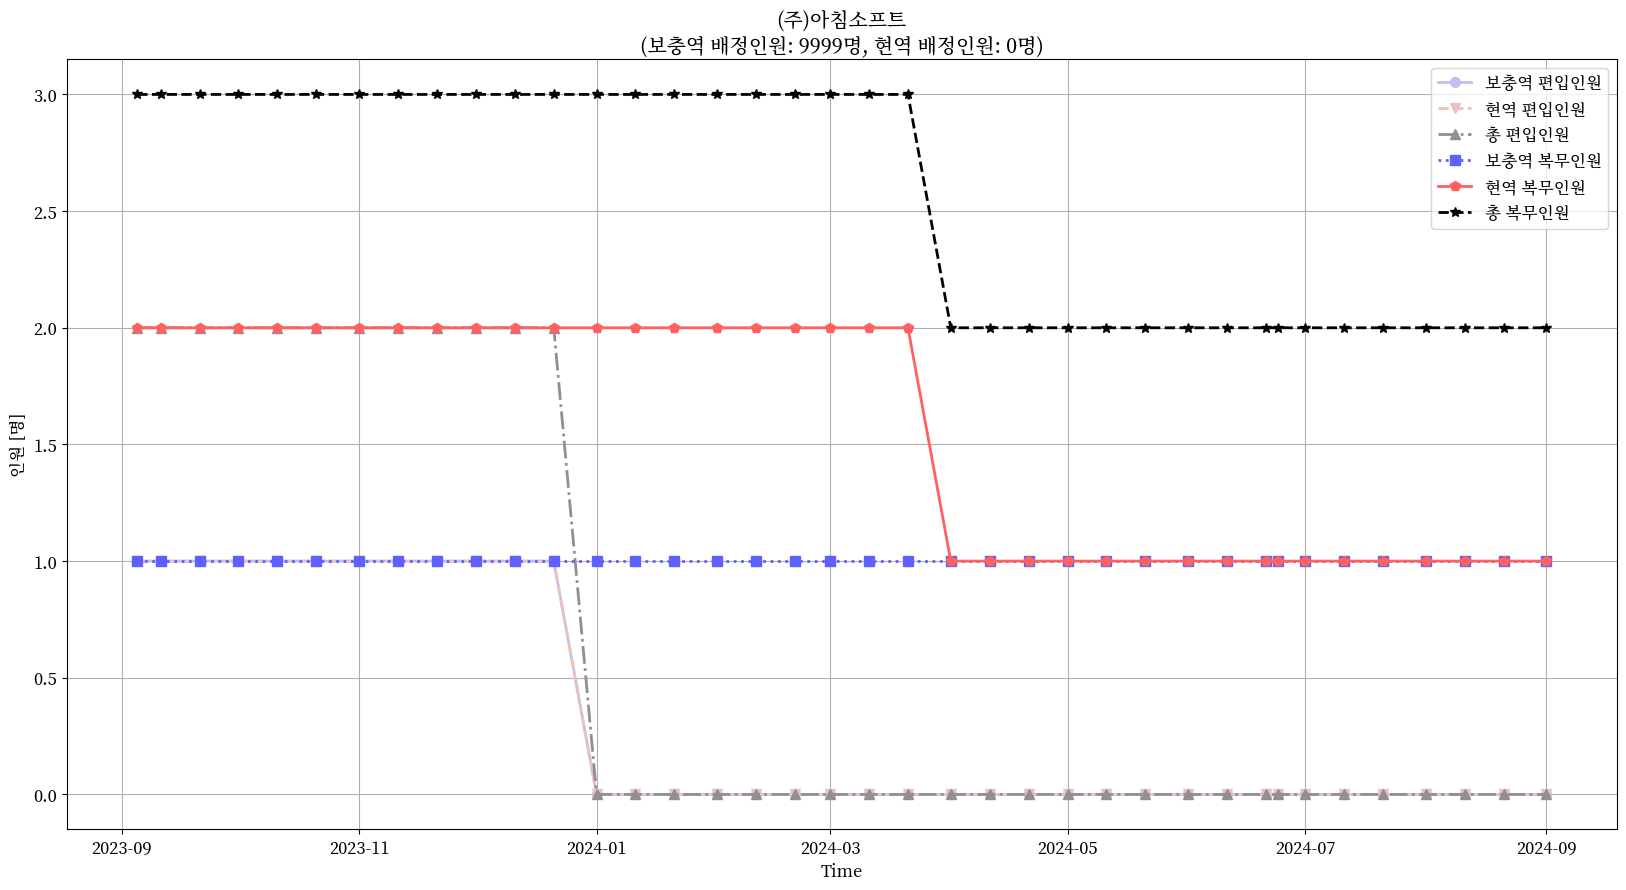 (주)아침소프트
(보충역 배정인원: 9999명, 현역 배정인원: 0명)
보충역 편입인원
현역 편입인원
총 편입인원
보충역 복무인원
현역 복무인원
총 복무인원
3.0
2.5
2.0
1.5
1.0
0.5
0.0
인원 [명]
2023-09
2023-11
2024-01
2024-03
2024-05
2024-07
2024-09
Time